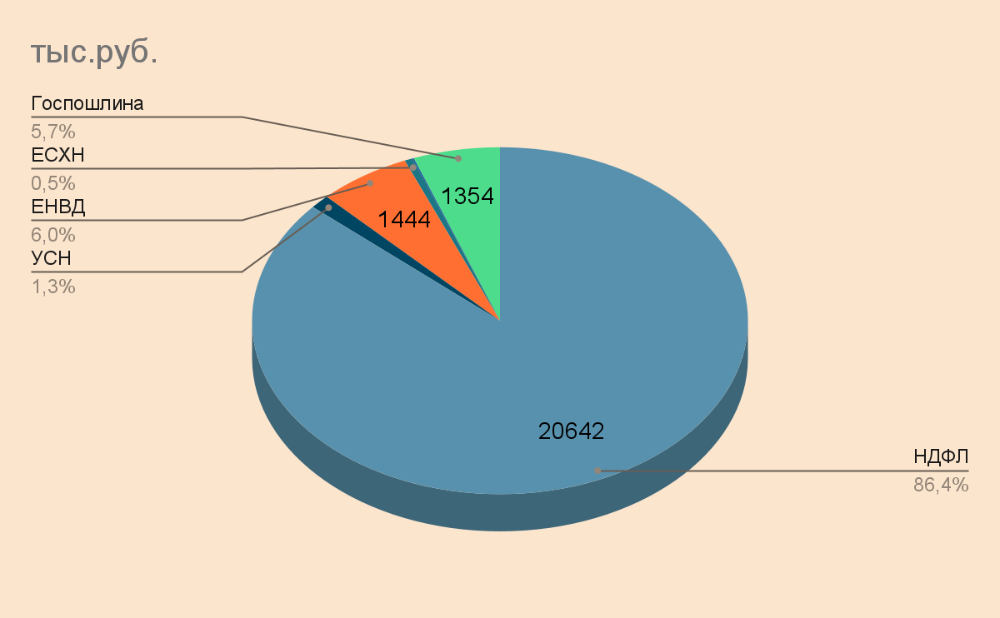 тыс.руб.
Госпошлина
5,7%
ЕСХН
0,5%
ЕНВД
6,0%
УСН
1,3%
1354
1444
20642
НДФЛ
86,4%